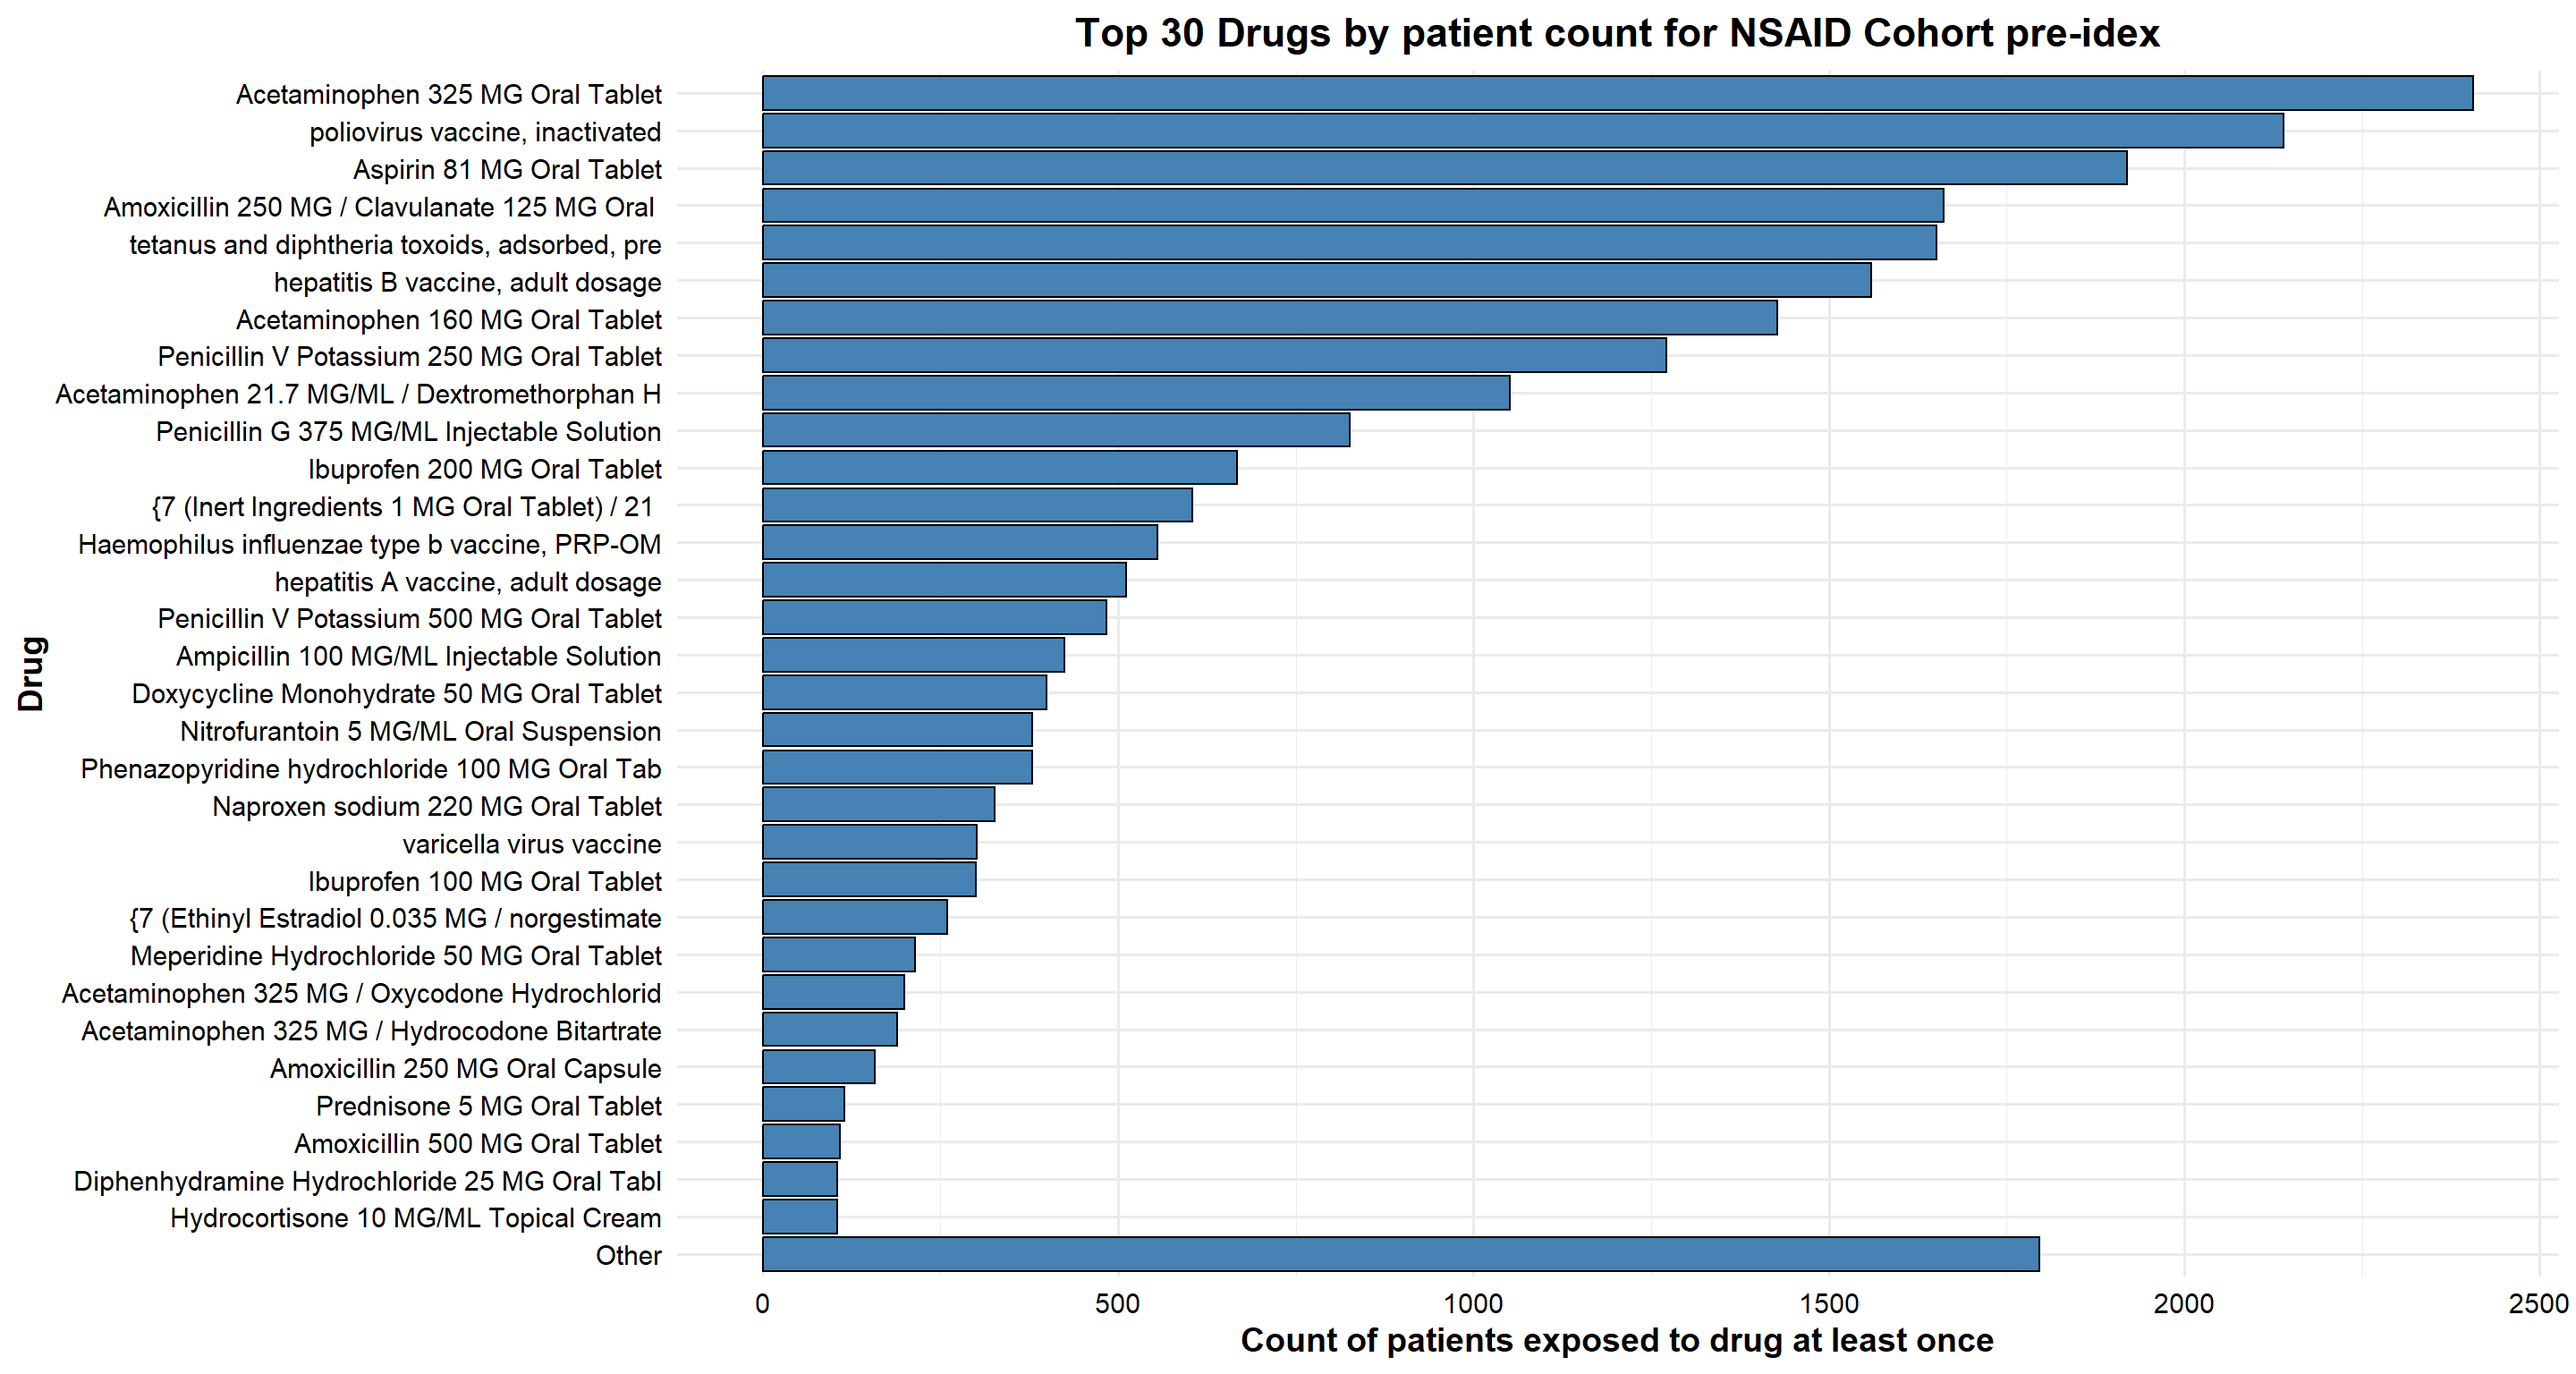 Top 30 Drugs by patient count for NSAID Cohort pre-idex
Acetaminophen 325 MG Oral Tablet
poliovirus vaccine, inactivated
Aspirin 81 MG Oral Tablet
Amoxicillin 250 MG / Clavulanate 125 MG Oral
tetanus and diphtheria toxoids, adsorbed, pre
hepatitis B vaccine, adult dosage
Acetaminophen 160 MG Oral Tablet
Penicillin V Potassium 250 MG Oral Tablet
Acetaminophen 21.7 MG/ML / Dextromethorphan H
Penicillin G 375 MG/ML Injectable Solution
Ibuprofen 200 MG Oral Tablet
{7 (Inert Ingredients 1 MG Oral Tablet) / 21
Haemophilus influenzae type b vaccine, PRP-OM
hepatitis A vaccine, adult dosage
Penicillin V Potassium 500 MG Oral Tablet
Ampicillin 100 MG/ML Injectable Solution
Doxycycline Monohydrate 50 MG Oral Tablet
Nitrofurantoin 5 MG/ML Oral Suspension
Phenazopyridine hydrochloride 100 MG Oral Tab
Naproxen sodium 220 MG Oral Tablet
varicella virus vaccine
Ibuprofen 100 MG Oral Tablet
{7 (Ethinyl Estradiol 0.035 MG / norgestimate
Meperidine Hydrochloride 50 MG Oral Tablet
Acetaminophen 325 MG / Oxycodone Hydrochlorid
Acetaminophen 325 MG / Hydrocodone Bitartrate
Amoxicillin 250 MG Oral Capsule
Prednisone 5 MG Oral Tablet
Amoxicillin 500 MG Oral Tablet
Diphenhydramine Hydrochloride 25 MG Oral Tabl
Hydrocortisone 10 MG/ML Topical Cream
Other
Drug
0 500 1000 1500 2000 2500
Count of patients exposed to drug at least once